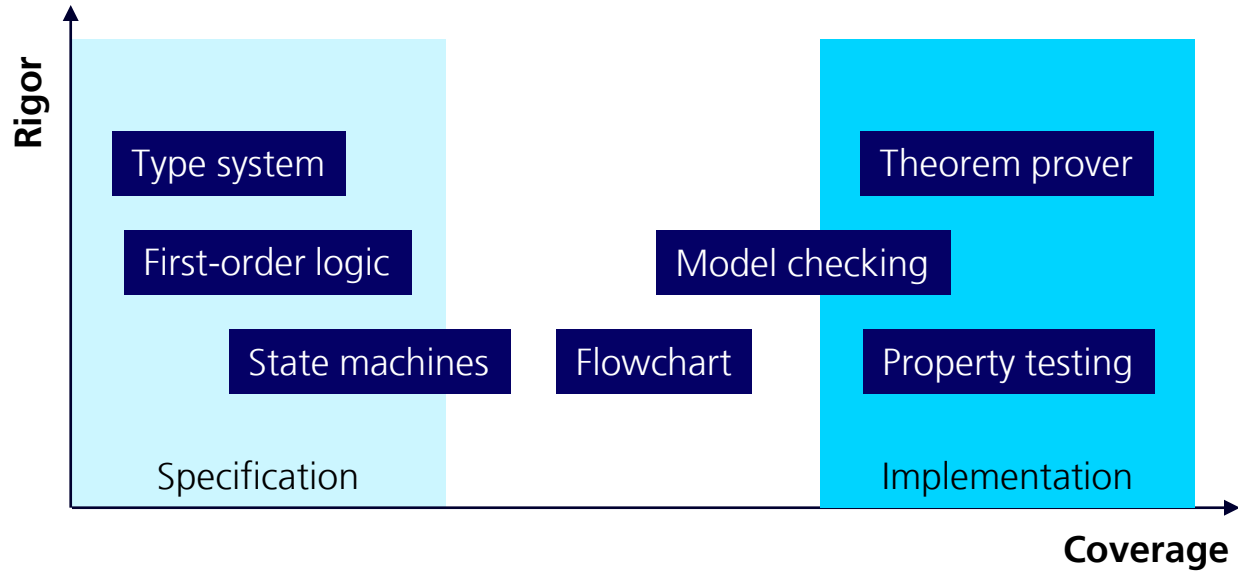 Rigor
Type system
Theorem prover
First-order logic
Model checking
State machines
Flowchart
Property testing
Specification
Implementation
Coverage